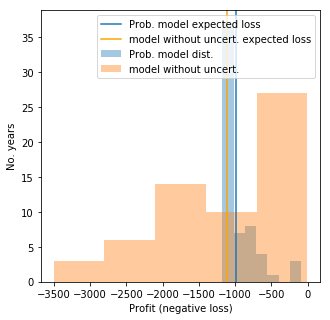 Prob. model expected loss
model without uncert. expected loss
Prob. model dist.
model without uncert.
35
30
25
20
15
10
5
0
No. years
−3500 −3000 −2500 −2000 −1500 −1000 −500 0
Profit (negative loss)